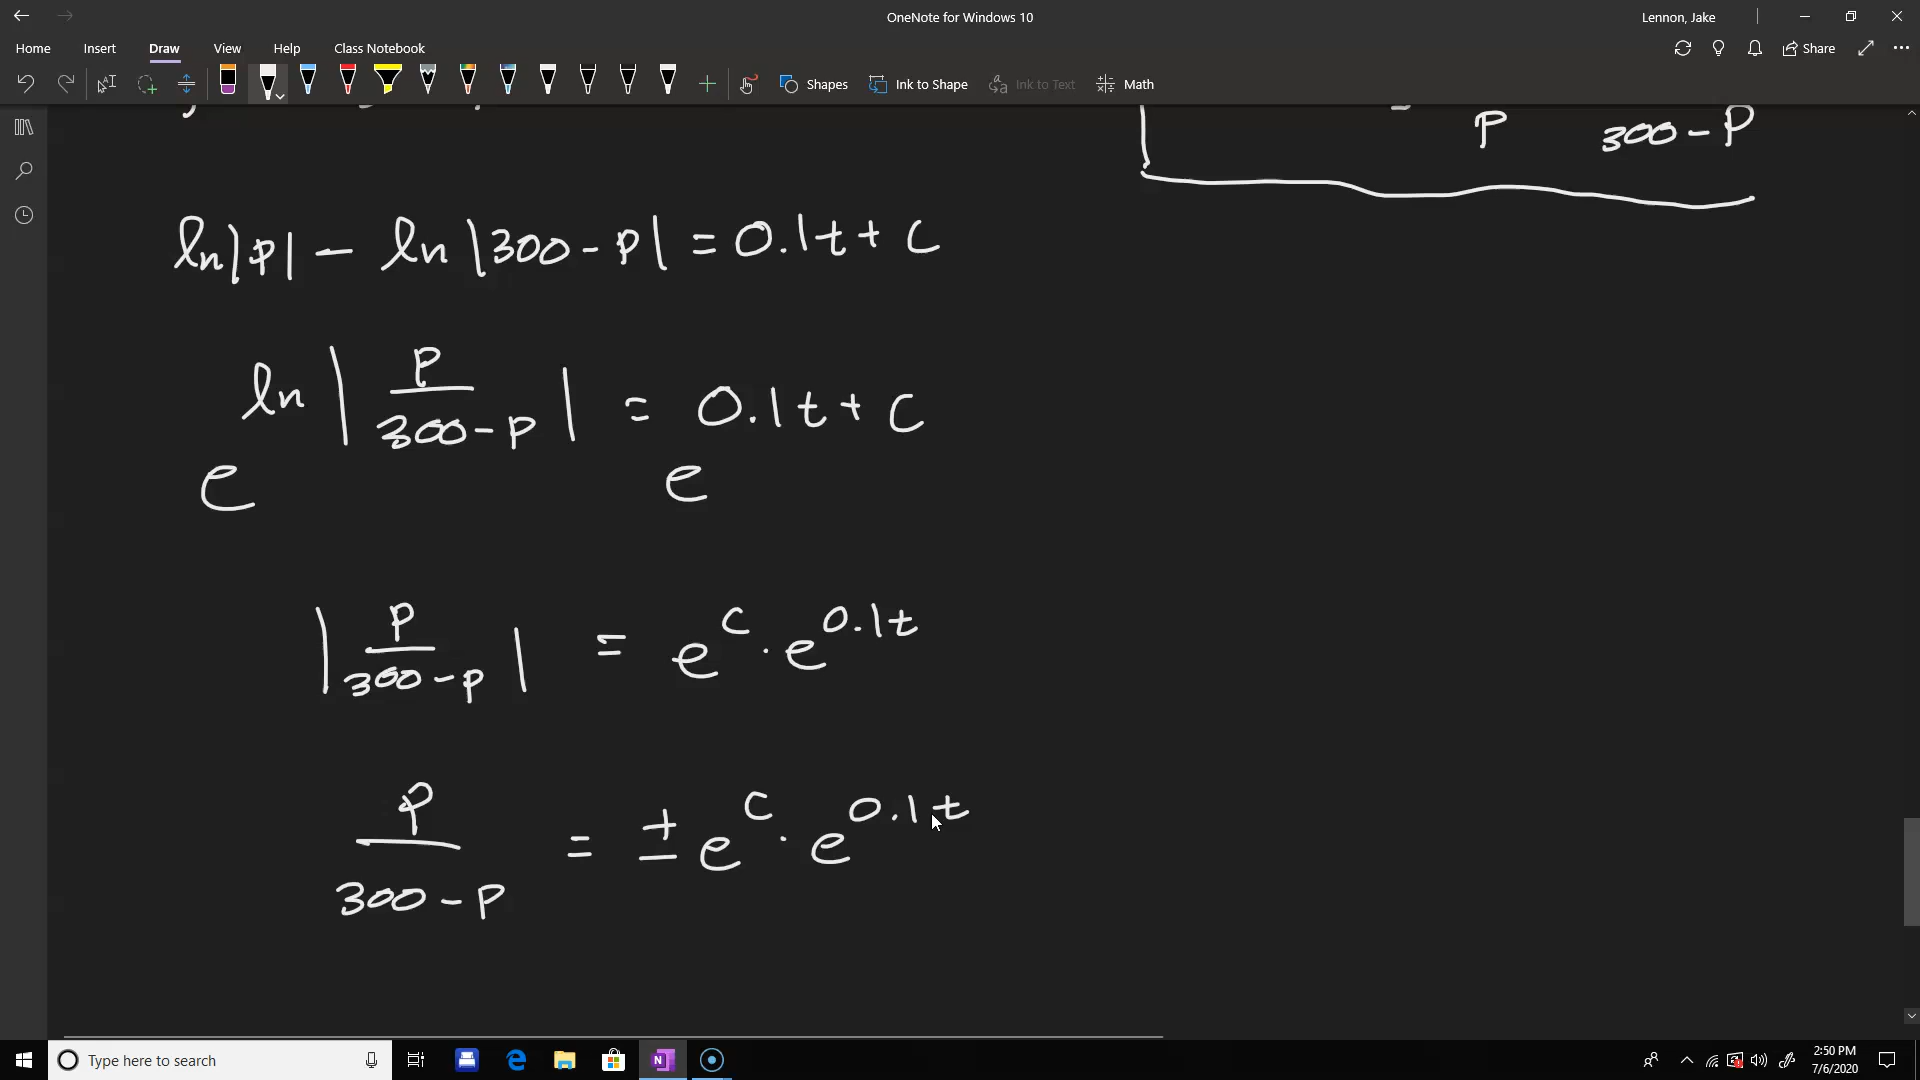 OneNote for Windows 10
Lennon, Jake
Home Insert Draw View Help Class Notebook
Share
Shapes Ink to Shape Ink to Text Math
= P 300 - P
ln|P| - ln|300 - P| = 0.1t + C
ln |P / 300 - P| = 0.1t + C
e e
|P / 300 - P| = e^C · e^0.1t
P / 300 - P = ± e^C · e^0.1t
Type here to search
2:50 PM
7/6/2020